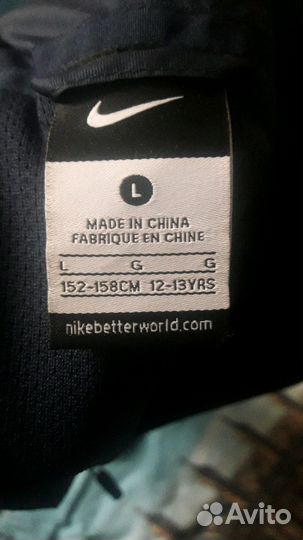 L
MADE IN CHINA
FABRIQUE EN CHINE
L G G
152-158CM 12-13YRS
nikebetterworld.com
Avito